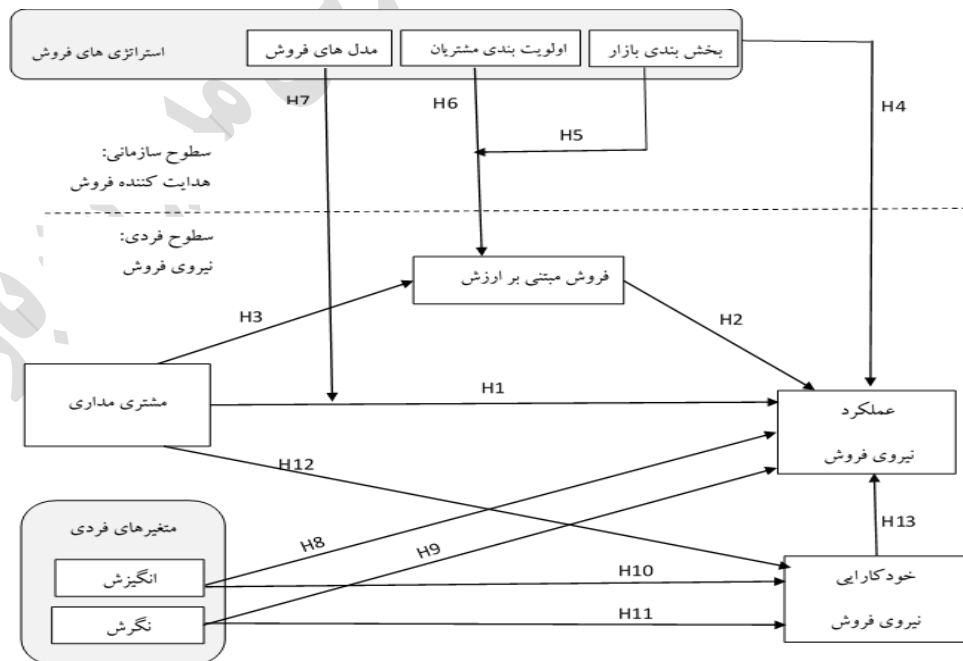 استراتژی های فروش
بخش بندی بازار
اولویت بندی مشتریان
مدل های فروش
H7
H6
H5
H4
سطوح سازمانی:
هدایت کننده فروش
سطوح فردی:
نیروی فروش
فروش مبتنی بر ارزش
H3
H2
مشتری مداری
H1
عملکرد
نیروی فروش
H12
H13
متغیرهای فردی
انگیزش
نگرش
H8
H9
H10
H11
خودکارایی
نیروی فروش